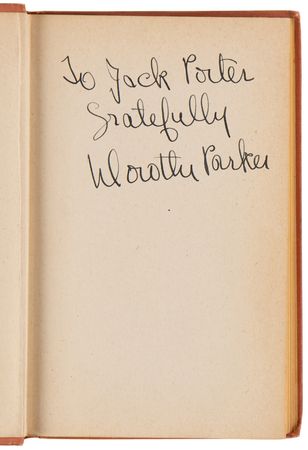 To Jack Porter
Gratefully
Dorothy Parker